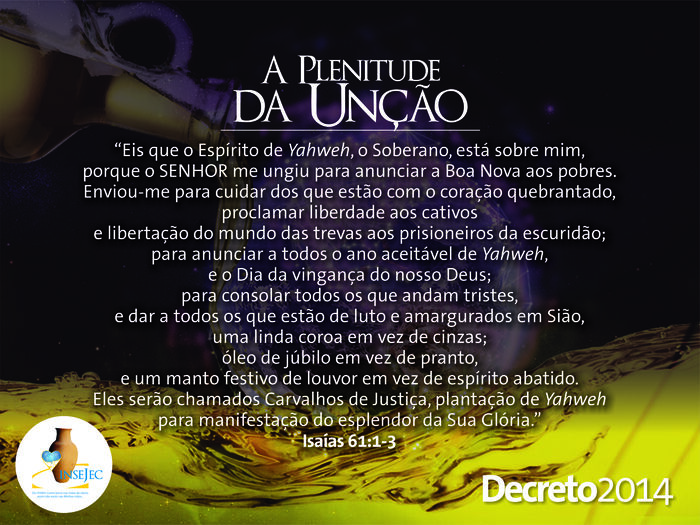 A Plenitude
da Unção
“Eis que o Espírito de Yahweh, o Soberano, está sobre mim,
porque o SENHOR me ungiu para anunciar a Boa Nova aos pobres.
Enviou-me para cuidar dos que estão com o coração quebrantado,
proclamar liberdade aos cativos
e libertação do mundo das trevas aos prisioneiros da escuridão;
para anunciar a todos o ano aceitável de Yahweh,
e o Dia da vingança do nosso Deus;
para consolar todos os que andam tristes,
e dar a todos os que estão de luto e amargurados em Sião,
uma linda coroa em vez de cinzas;
óleo de júbilo em vez de pranto,
e um manto festivo de louvor em vez de espírito abatido.
Eles serão chamados Carvalhos de Justiça, plantação de Yahweh
para manifestação do esplendor da Sua Glória.”
Isaías 61:1-3
INSEJEC
Decreto2014